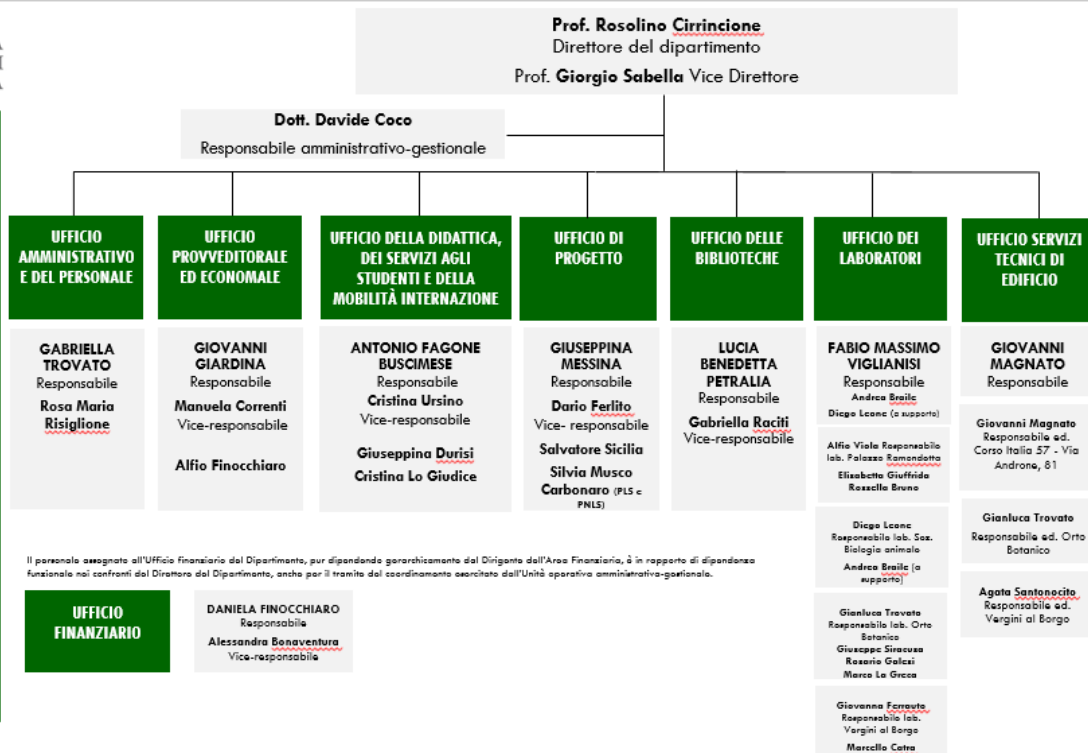 Prof. Rosolino Cirrincione
Direttore del dipartimento
Prof. Giorgio Sabella Vice Direttore
Dott. Davide Coco
Responsabile amministrativo-gestionale
UFFICIO
AMMINISTRATIVO
E DEL PERSONALE
GABRIELLA
TROVATO
Responsabile
Rosa Maria
Risiglione
UFFICIO
PROVVEDITORALE
ED ECONOMALE
GIOVANNI
GIARDINA
Responsabile
Manuela Correnti
Vice-responsabile
Alfio Finocchiaro
UFFICIO DELLA DIDATTICA,
DEI SERVIZI AGLI
STUDENTI E DELLA
MOBILITÀ INTERNAZIONE
ANTONIO FAGONE
BUSCIMESE
Responsabile
Cristina Ursino
Vice-responsabile
Giuseppina Durisi
Cristina Lo Giudice
UFFICIO DI
PROGETTO
GIUSEPPINA
MESSINA
Responsabile
Dario Ferlito
Vice- responsabile
Salvatore Sicilia
Silvia Musco
Carbonaro (PLS e
PNLS)
UFFICIO DELLE
BIBLIOTECHE
LUCIA
BENEDETTA
PETRALIA
Responsabile
Gabriella Raciti
Vice-responsabile
UFFICIO DEI
LABORATORI
FABIO MASSIMO
VIGLIANISI
Responsabile
Andrea Braile
Diego Leone (a supporto)
Alfio Viola Responsabile
lab. Palazzo Ramondetta
Elisabetta Giuffrida
Rossella Bruno
Diego Leone
Responsabile lab. Sez.
Biologia animale
Andrea Braile (a
supporto)
Gianluca Trovato
Responsabile lab. Orto
Botanico
Giuseppe Siracusa
Rosario Galesi
Marco La Greca
Giovanna Ferrauto
Responsabile lab.
Vergini al Borgo
Marcello Catra
UFFICIO SERVIZI
TECNICI DI
EDIFICIO
GIOVANNI
MAGNATO
Responsabile
Giovanni Magnato
Responsabile ed.
Corso Italia 57 - Via
Androne, 81
Gianluca Trovato
Responsabile ed. Orto
Botanico
Agata Santonocito
Responsabile ed.
Vergini al Borgo
Il personale assegnato all'Ufficio finanziario del Dipartimento, pur dipendendo gerarchicamente dal Dirigente dell'Area Finanziaria, è in rapporto di dipendenza
funzionale nei confronti del Direttore del Dipartimento, anche per il tramite del coordinamento esercitato dall'Unità operativa amministrativa-gestionale.
UFFICIO
FINANZIARIO
DANIELA FINOCCHIARO
Responsabile
Alessandra Bonaventura
Vice-responsabile